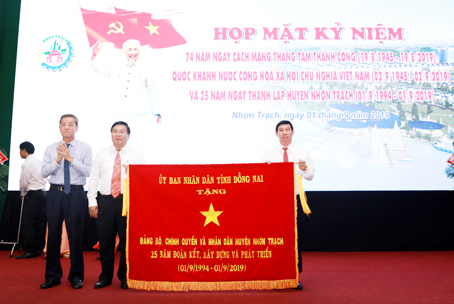 HỌP MẶT KỶ NIỆM
74 NĂM NGÀY CÁCH MẠNG THÁNG TÁM THÀNH CÔNG (19.8.1945 - 19.8.2019)
QUỐC KHÁNH NƯỚC CỘNG HÒA XÃ HỘI CHỦ NGHĨA VIỆT NAM (02.9.1945 - 02.9.2019)
VÀ 25 NĂM NGÀY THÀNH LẬP HUYỆN NHƠN TRẠCH (01.9.1994 - 01.9.2019)
Nhơn Trạch, ngày 01 tháng 9 năm 2019
ỦY BAN NHÂN DÂN TỈNH ĐỒNG NAI
TẶNG
ĐẢNG BỘ, CHÍNH QUYỀN VÀ NHÂN DÂN HUYỆN NHƠN TRẠCH
25 NĂM ĐOÀN KẾT, XÂY DỰNG VÀ PHÁT TRIỂN
(01/9/1994 - 01/9/2019)